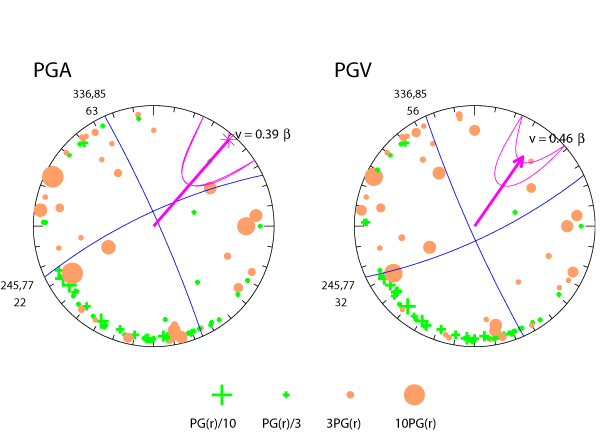 PGA
PGV
336,85
63
v = 0.39 β
336,85
56
v = 0.46 β
245,77
22
245,77
32
PG(r)/10
PG(r)/3
3PG(r)
10PG(r)